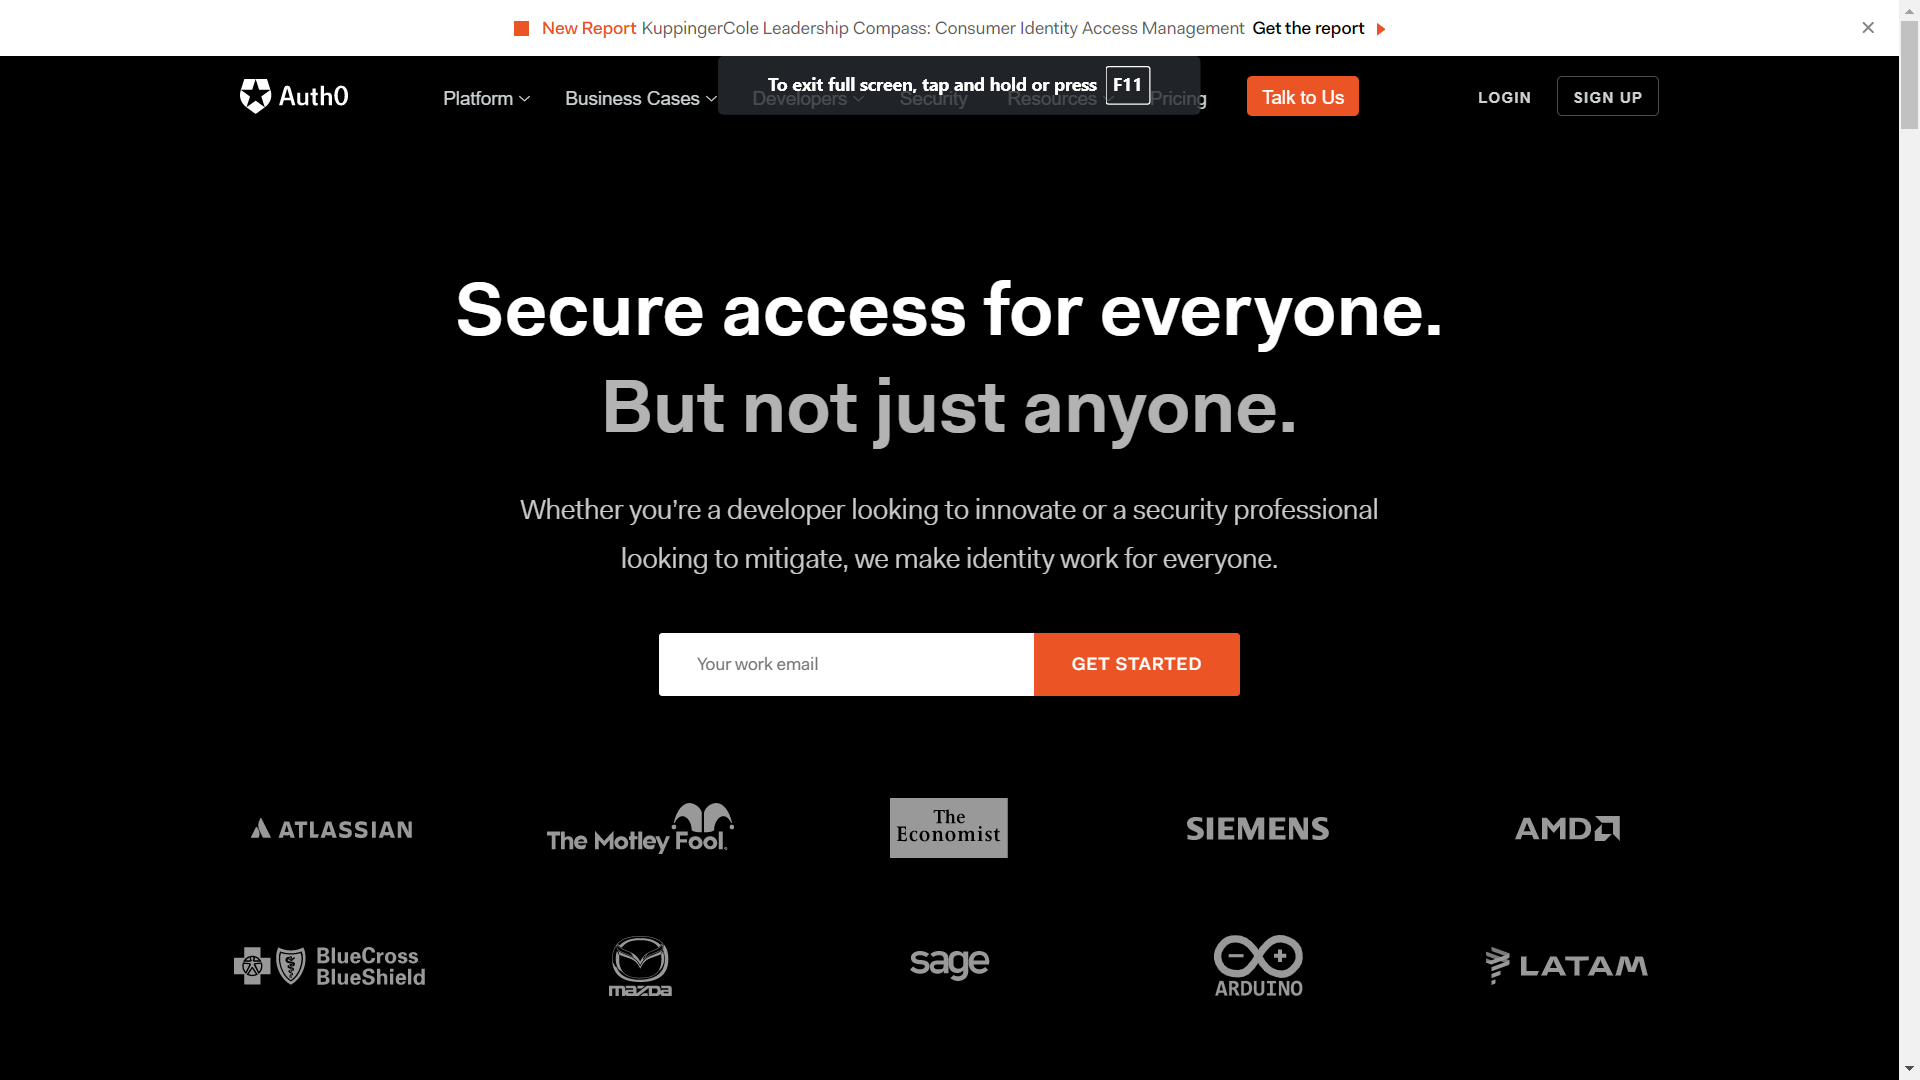 New Report KuppingerCole Leadership Compass: Consumer Identity Access Management Get the report
To exit full screen, tap and hold or press F11
Auth0 Platform Business Cases Developers Security Resources Pricing Talk to Us LOGIN SIGN UP
Secure access for everyone.
But not just anyone.
Whether you’re a developer looking to innovate or a security professional
looking to mitigate, we make identity work for everyone.
Your work email GET STARTED
ATLASSIAN
The Motley Fool.
The
Economist
SIEMENS
AMD
BlueCross
BlueShield
mazda
sage
ARDUINO
LATAM